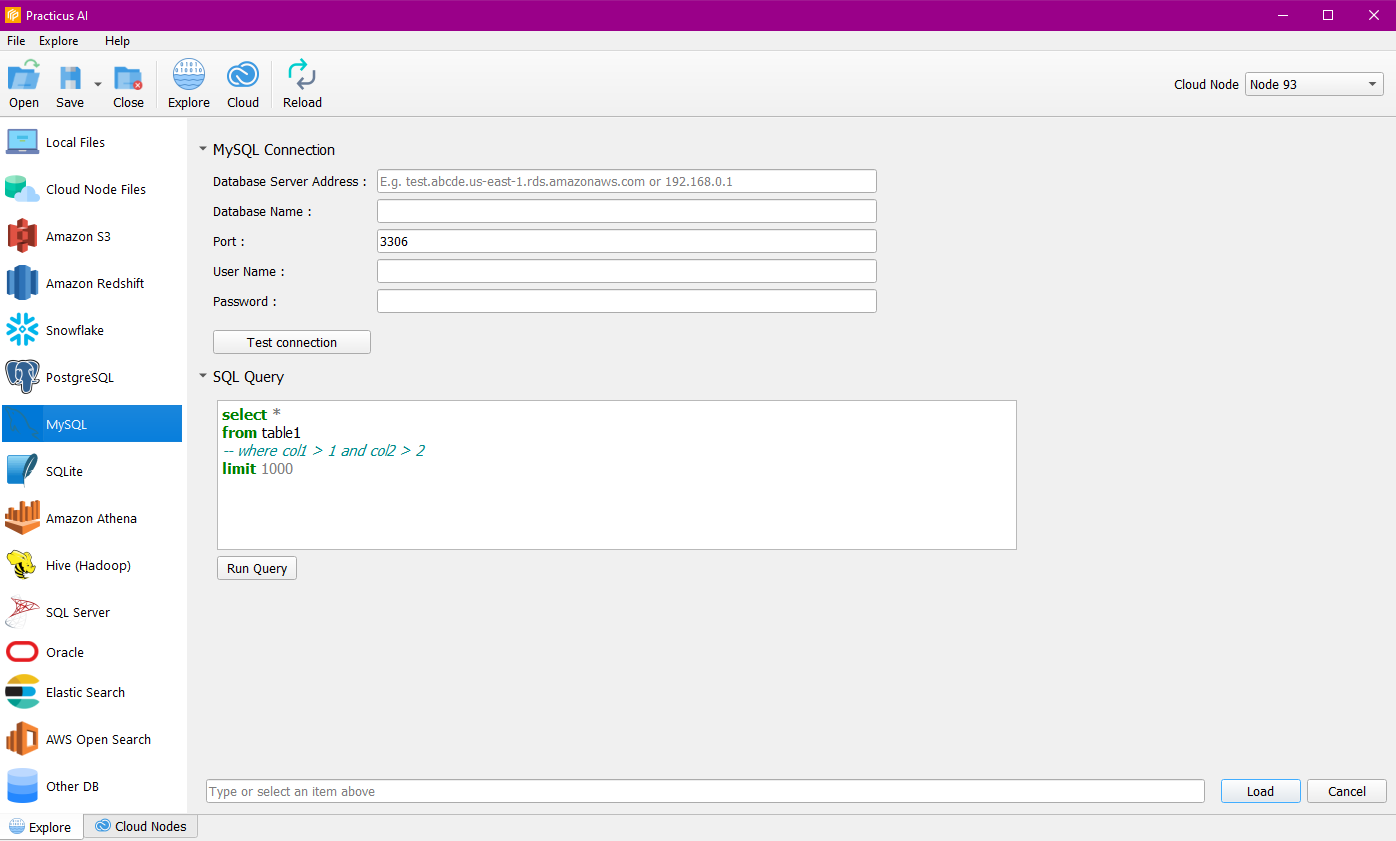 Practicus AI
File Explore Help
Open Save Close Explore Cloud Reload
Cloud Node Node 93
Local Files
Cloud Node Files
Amazon S3
Amazon Redshift
Snowflake
PostgreSQL
MySQL
SQLite
Amazon Athena
Hive (Hadoop)
SQL Server
Oracle
Elastic Search
AWS Open Search
Other DB
MySQL Connection
Database Server Address : E.g. test.abcde.us-east-1.rds.amazonaws.com or 192.168.0.1
Database Name :
Port : 3306
User Name :
Password :
Test connection
SQL Query
select *
from table1
-- where col1 > 1 and col2 > 2
limit 1000
Run Query
Type or select an item above
Load Cancel
Explore Cloud Nodes